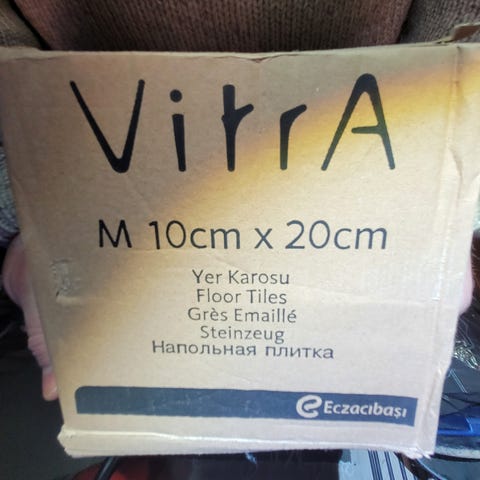 VitrA
M 10cm x 20cm
Yer Karosu
Floor Tiles
Grès Emaillé
Steinzeug
Напольная плитка
Eczacıbaşı